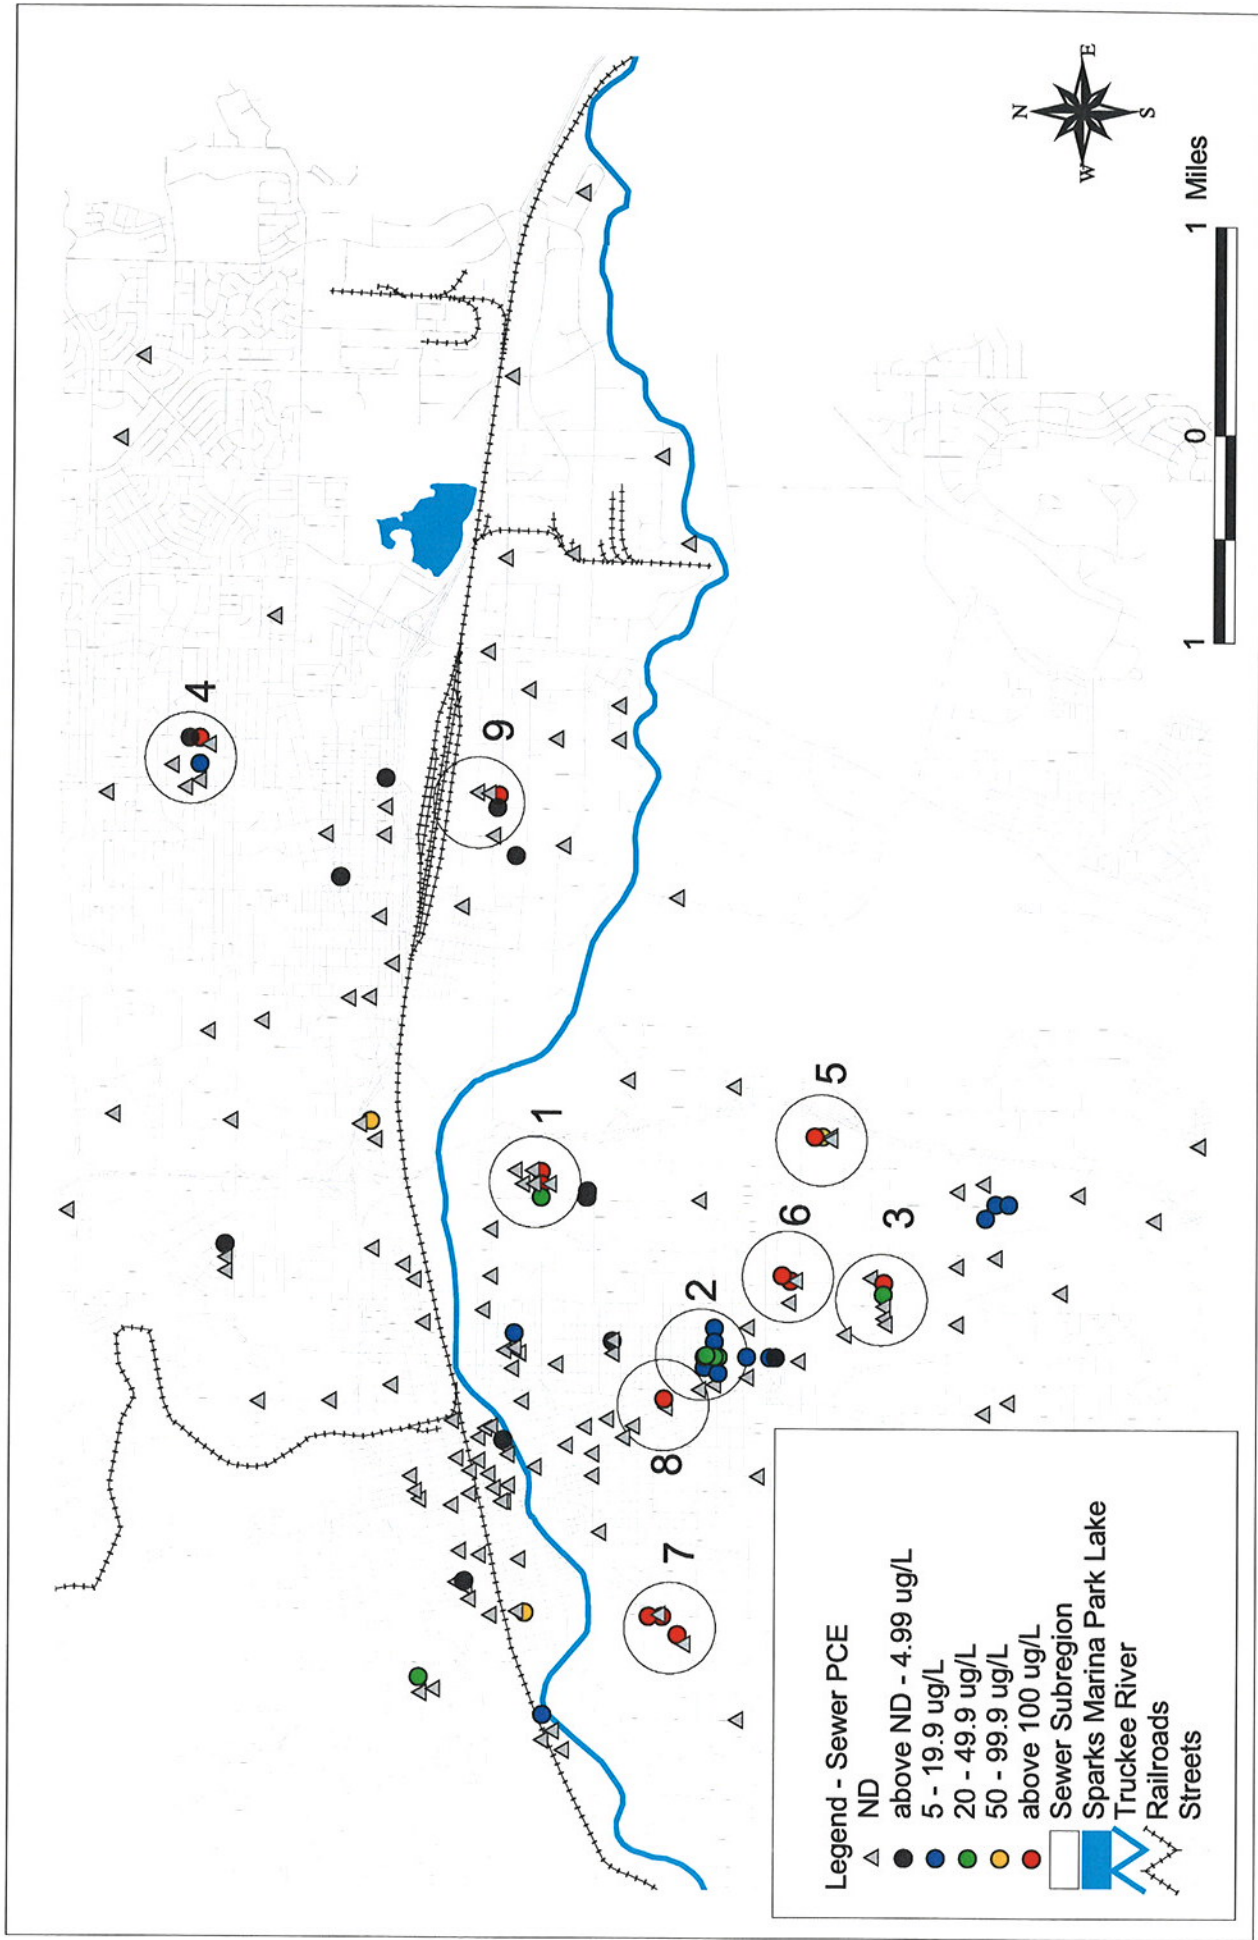 4
9
1
5
6
3
2
8
7
N
E
S
W
1 0 1 Miles
Legend - Sewer PCE
ND
above ND - 4.99 ug/L
5 - 19.9 ug/L
20 - 49.9 ug/L
50 - 99.9 ug/L
above 100 ug/L
Sewer Subregion
Sparks Marina Park Lake
Truckee River
Railroads
Streets